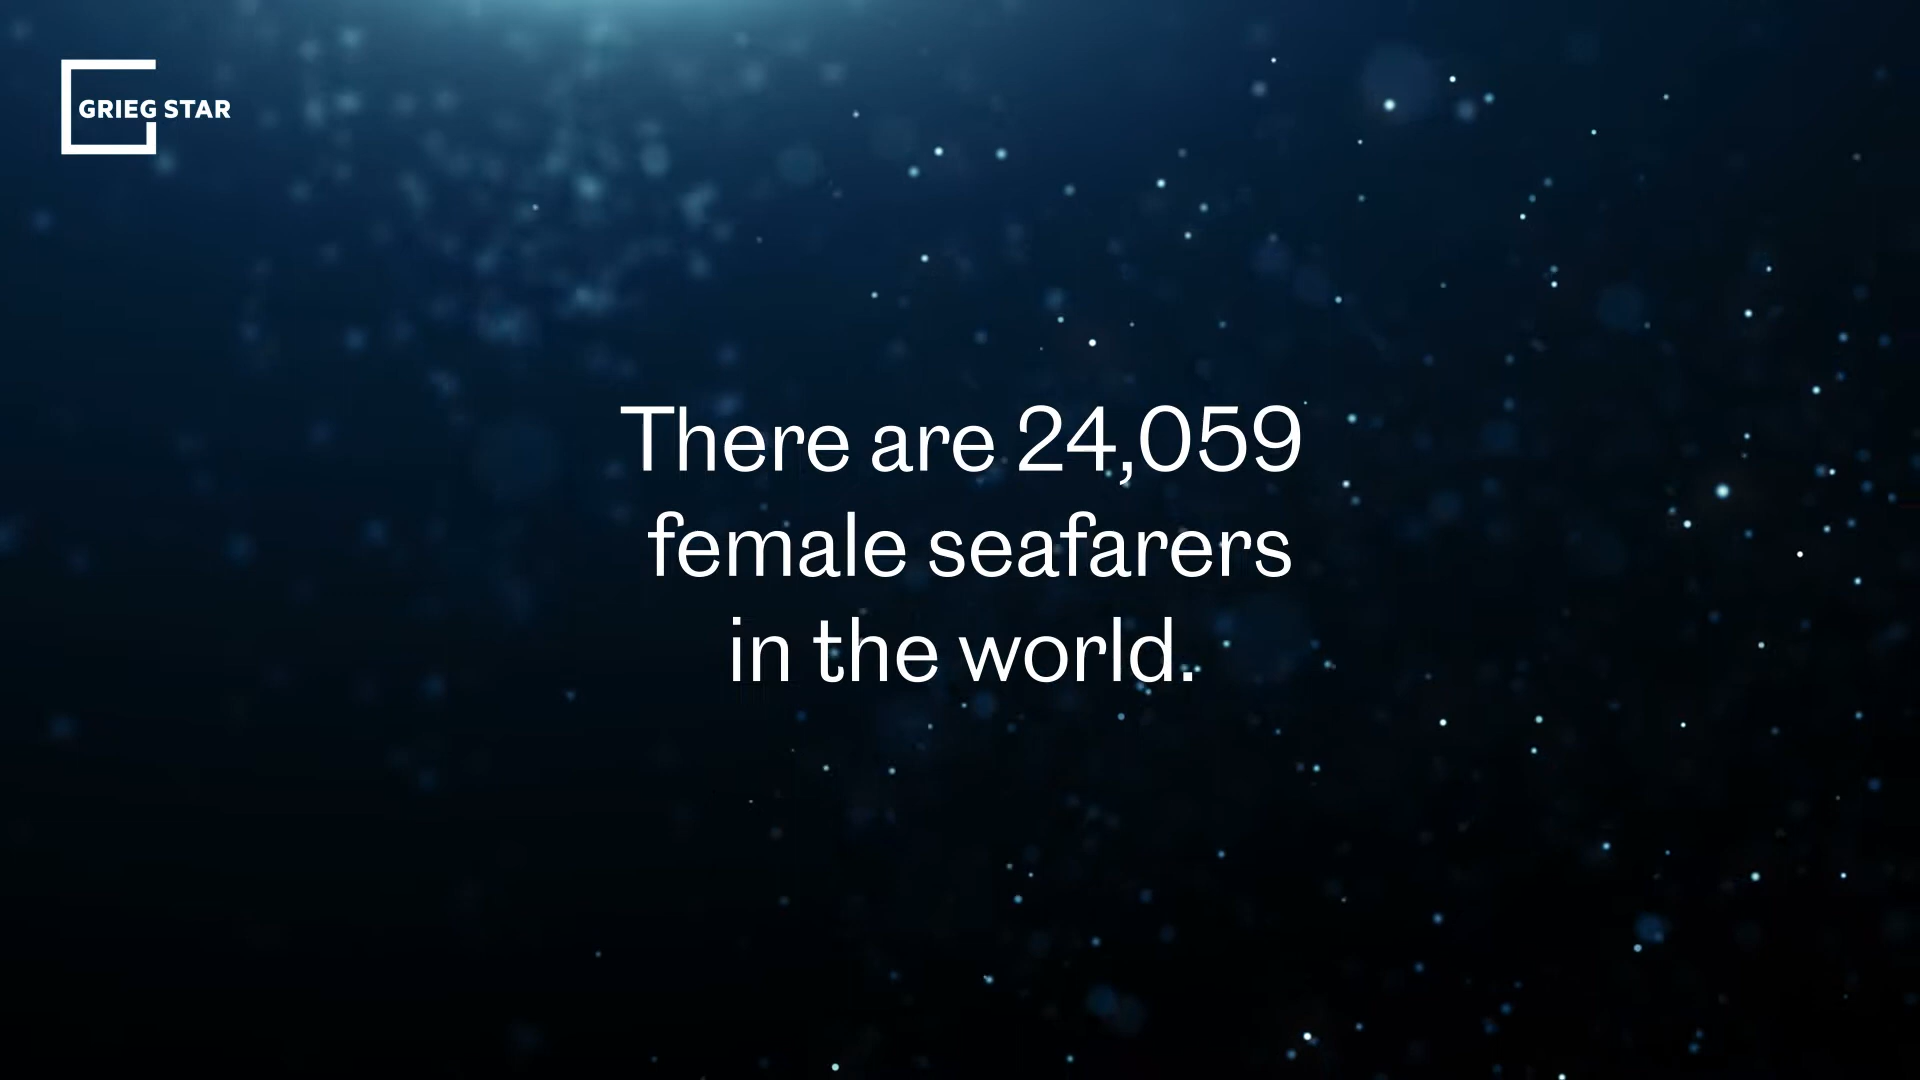 GRIEG STAR
There are 24,059
female seafarers
in the world.